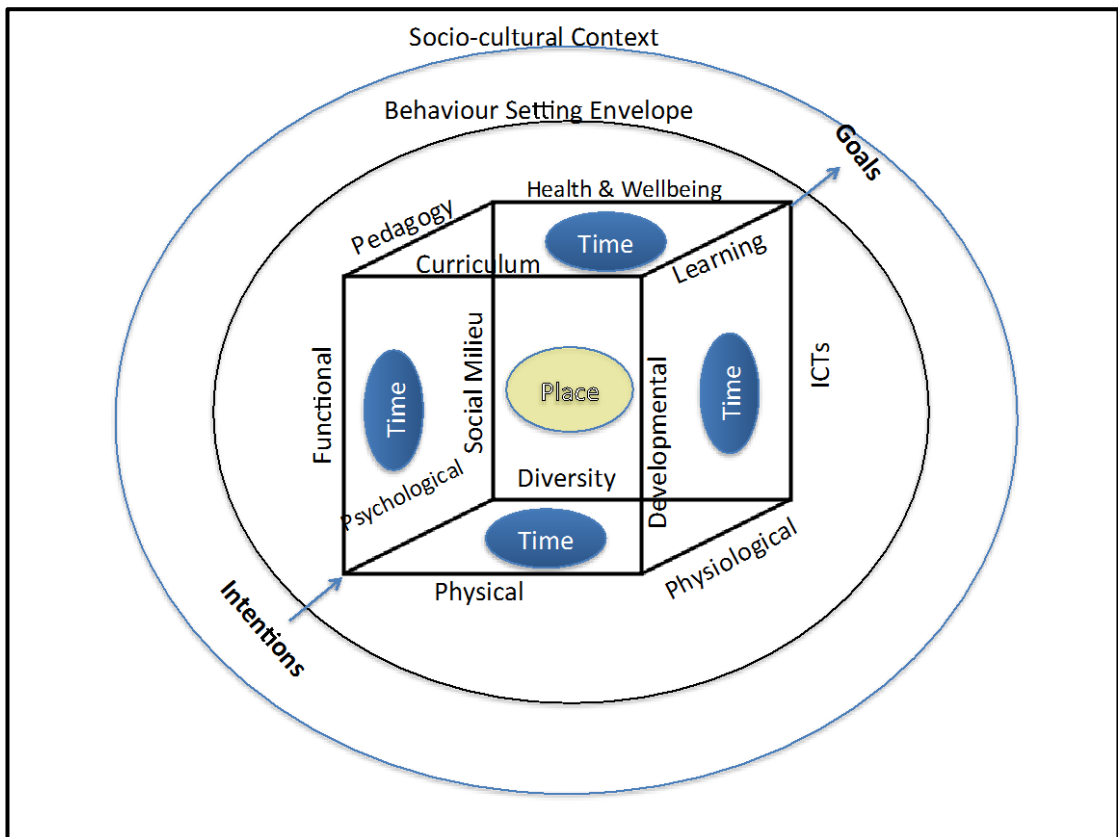 Socio-cultural Context
Behaviour Setting Envelope
Goals
Health & Wellbeing
Pedagogy
Time
Curriculum
Learning
Functional
Time
Social Milieu
Place
Developmental
Time
ICTs
Psychological
Diversity
Time
Physical
Physiological
Intentions